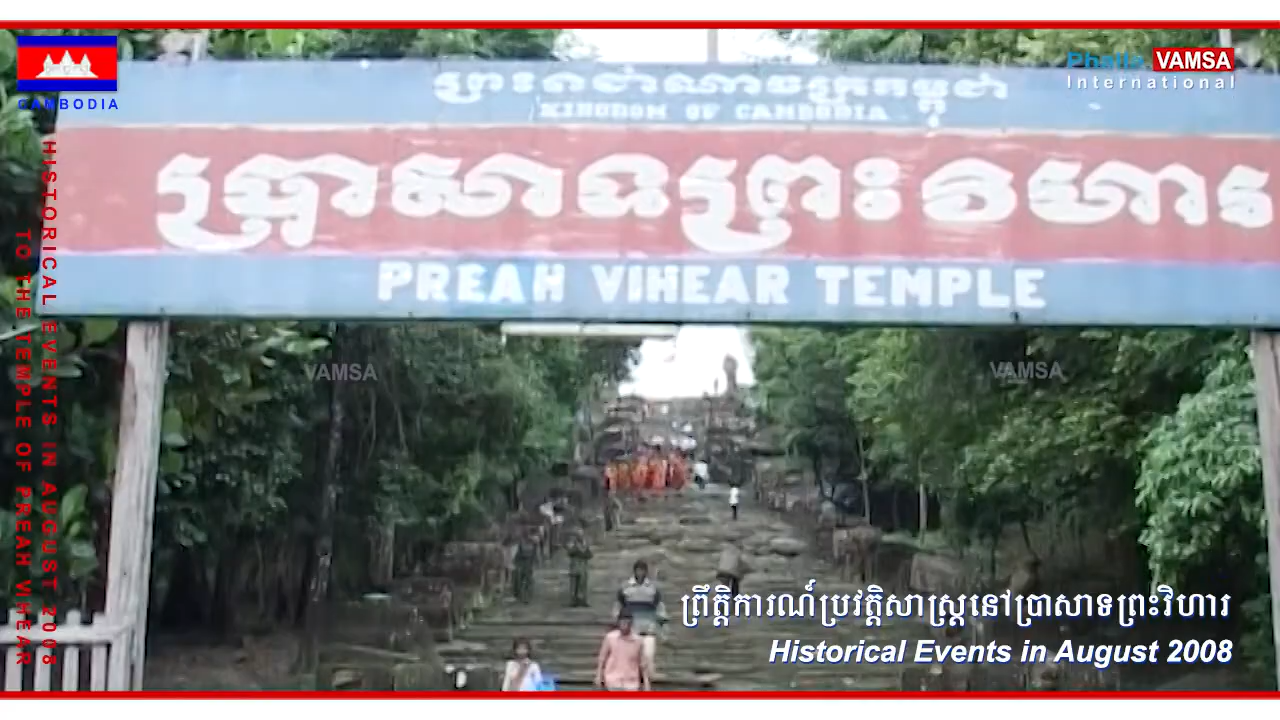 Phalla VAMSA
International
CAMBODIA
ព្រះរាជាណាចក្រកម្ពុជា
KINGDOM OF CAMBODIA
ប្រាសាទព្រះវិហារ
PREAH VIHEAR TEMPLE
HISTORICAL EVENTS IN AUGUST 2008
TO THE TEMPLE OF PREAH VIHEAR
VAMSA
VAMSA
ព្រឹត្តិការណ៍ប្រវត្តិសាស្ត្រនៅប្រាសាទព្រះវិហារ
Historical Events in August 2008